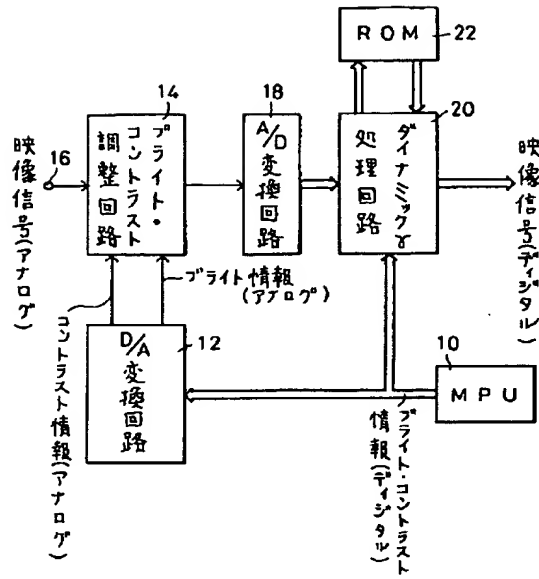 ROM
22
14
ブライト・
コントラスト
調整回路
18
A/D
変換回路
20
ダイナミックγ
処理回路
映像信号(アナログ)
16
映像信号(ディジタル)
ブライト情報
(アナログ)
コントラスト情報(アナログ)
D/A
変換回路
12
10
MPU
ブライト・コントラスト
情報(ディジタル)